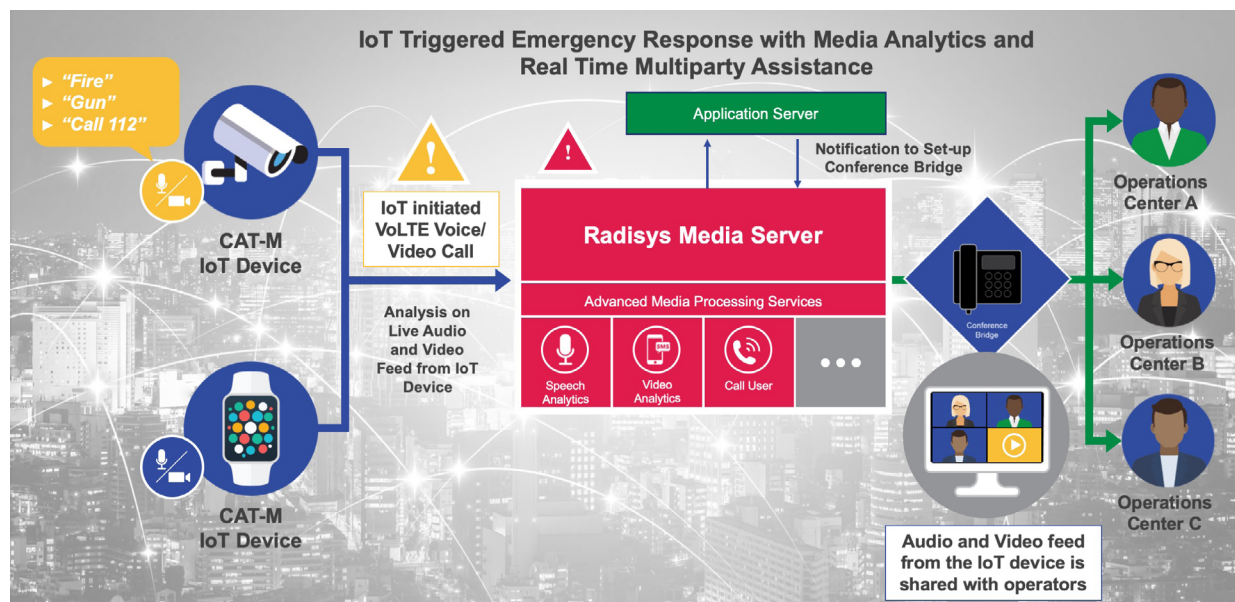 IoT Triggered Emergency Response with Media Analytics and
Real Time Multiparty Assistance
► “Fire”
► “Gun”
► “Call 112”
CAT-M
IoT Device
CAT-M
IoT Device
!
IoT initiated
VoLTE Voice/
Video Call
Analysis on
Live Audio
and Video
Feed from IoT
Device
!
Application Server
Notification to Set-up
Conference Bridge
Radisys Media Server
Advanced Media Processing Services
Speech
Analytics
SMS
Video
Analytics
Call User
Conference
Bridge
Audio and Video feed
from the IoT device is
shared with operators
Operations
Center A
Operations
Center B
Operations
Center C